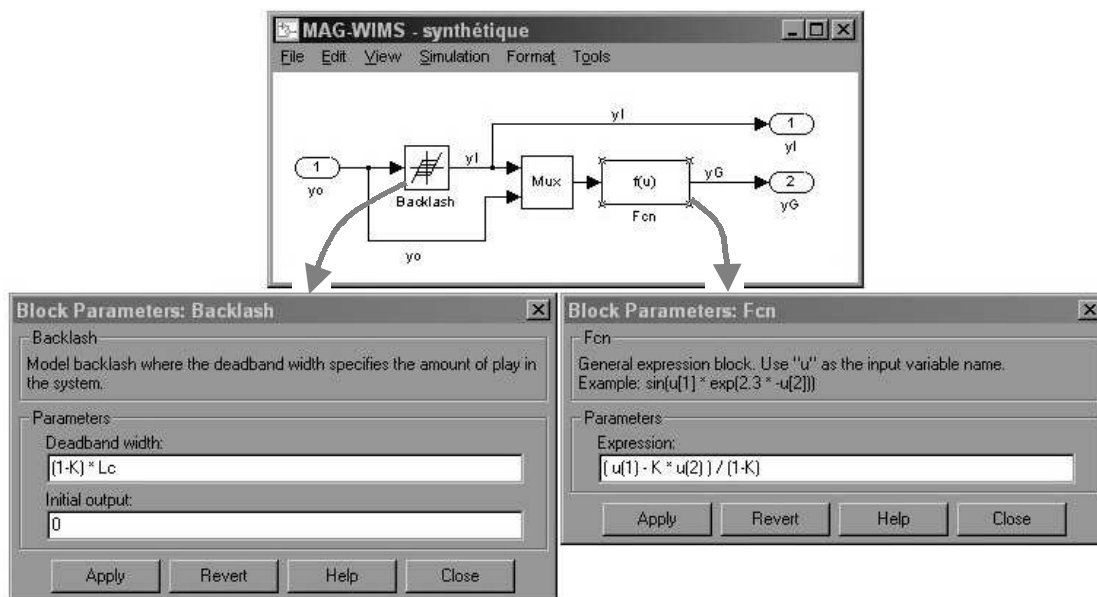 MAG-WIMS - synthétique
File Edit View Simulation Format Tools
yI
1
yI
1
yo
yI
Backlash
Mux
f(u)
Fcn
yG
2
yG
yo
Block Parameters: Backlash
Backlash
Model backlash where the deadband width specifies the amount of play in
the system.
Parameters
Deadband width:
(1-K) * Lc
Initial output:
0
Apply Revert Help Close
Block Parameters: Fcn
Fcn
General expression block. Use "u" as the input variable name.
Example: sin(u[1] * exp(2.3 * -u[2]))
Parameters
Expression:
( u(1) - K * u(2) ) / (1-K)
Apply Revert Help Close